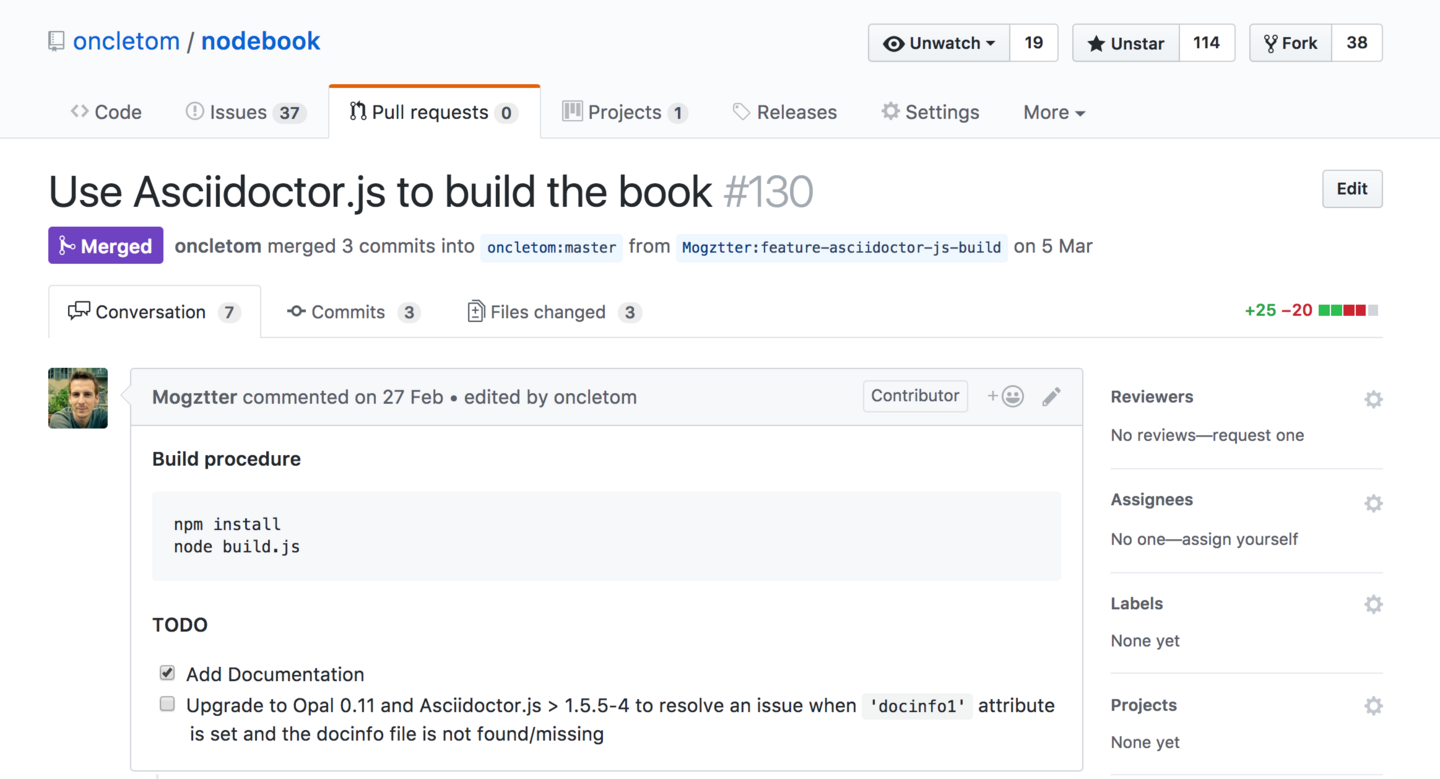 oncletom / nodebook
Unwatch 19 Unstar 114 Fork 38
Code Issues 37 Pull requests 0 Projects 1 Releases Settings More
Use Asciidoctor.js to build the book #130
Edit
Merged oncletom merged 3 commits into oncletom:master from Mogztter:feature-asciidoctor-js-build on 5 Mar
Conversation 7 Commits 3 Files changed 3
+25 −20
Mogztter commented on 27 Feb • edited by oncletom
Contributor
Build procedure
npm install
node build.js
TODO
Add Documentation
Upgrade to Opal 0.11 and Asciidoctor.js > 1.5.5-4 to resolve an issue when 'docinfo1' attribute
is set and the docinfo file is not found/missing
Reviewers
No reviews—request one
Assignees
No one—assign yourself
Labels
None yet
Projects
None yet